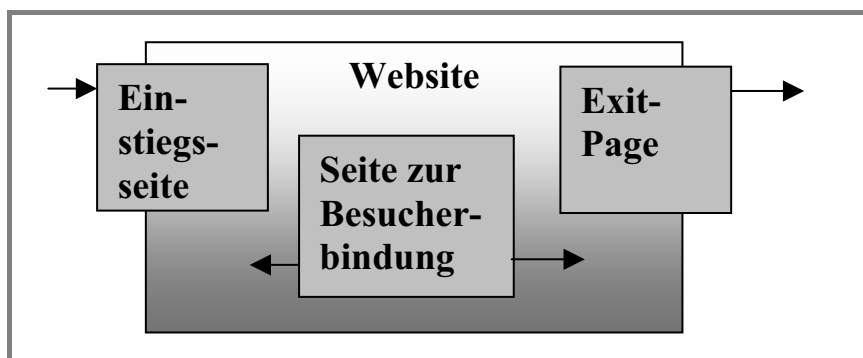 Website
Ein-
stiegs-
seite
Seite zur
Besucher-
bindung
Exit-
Page